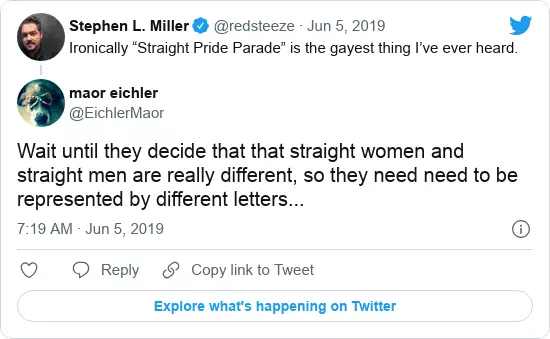 Stephen L. Miller @redsteeze · Jun 5, 2019
Ironically “Straight Pride Parade” is the gayest thing I’ve ever heard.
maor eichler
@EichlerMaor
Wait until they decide that that straight women and
straight men are really different, so they need need to be
represented by different letters...
7:19 AM · Jun 5, 2019
Reply
Copy link to Tweet
Explore what's happening on Twitter